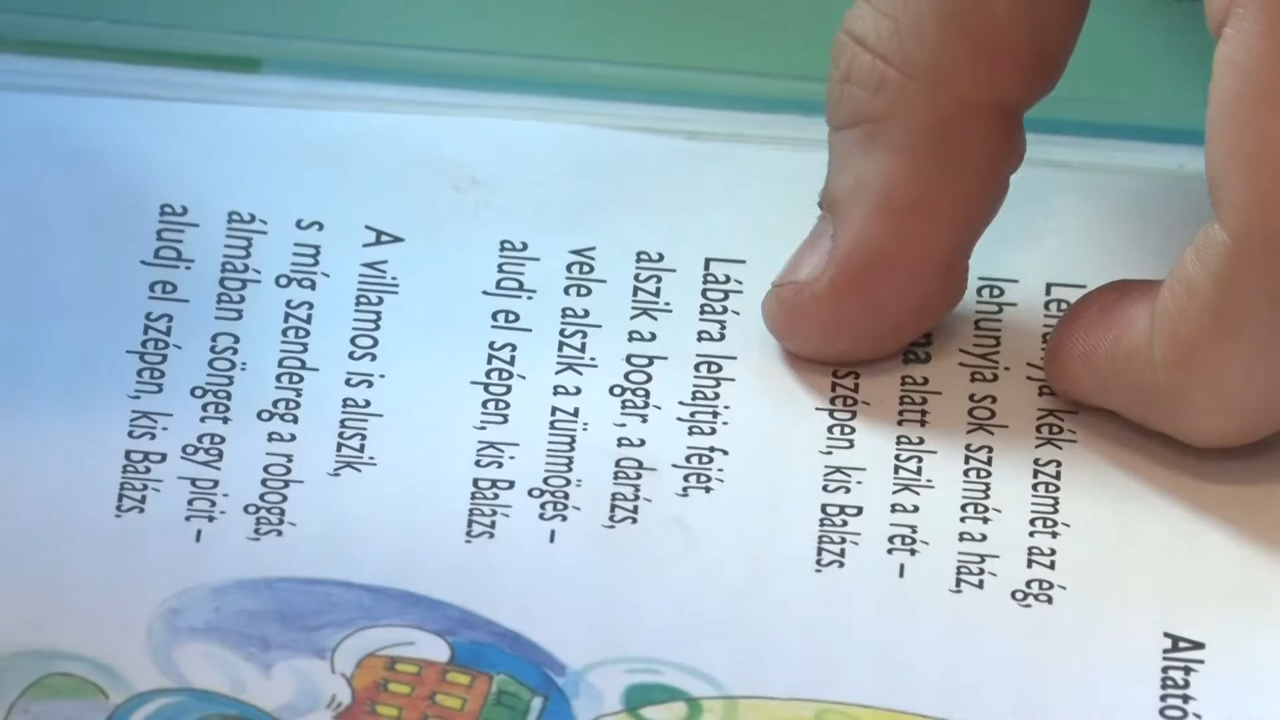 Altató
kék szemét az ég,
lehunyja sok szemét a ház,
alatt alszik a rét –
szépen, kis Balázs.
Lábára lehajtja fejét,
alszik a bogár, a darázs,
vele alszik a zümmögés –
aludj el szépen, kis Balázs.
A villamos is aluszik,
s míg szendereg a robogás,
álmában csönget egy picit –
aludj el szépen, kis Balázs.